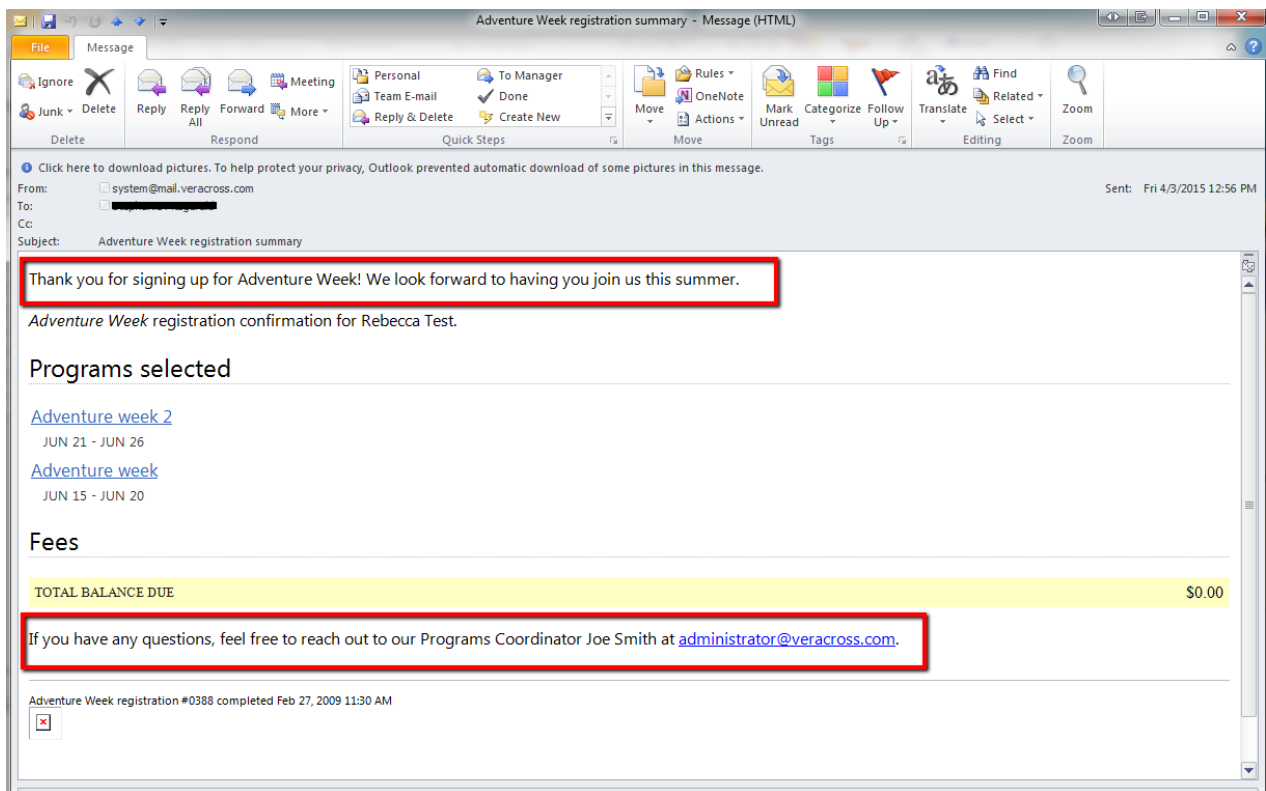 Adventure Week registration summary - Message (HTML)
File Message
Ignore
Junk
Delete
Reply
Reply All
Forward
Meeting
More
Personal
Team E-mail
Reply & Delete
To Manager
Done
Create New
Move
Rules
OneNote
Actions
Mark Unread
Categorize
Follow Up
Translate
Find
Related
Select
Zoom
Delete Respond Quick Steps Move Tags Editing Zoom
Click here to download pictures. To help protect your privacy, Outlook prevented automatic download of some pictures in this message.
From: system@mail.veracross.com Sent: Fri 4/3/2015 12:56 PM
To:
Cc:
Subject: Adventure Week registration summary
Thank you for signing up for Adventure Week! We look forward to having you join us this summer.
Adventure Week registration confirmation for Rebecca Test.
Programs selected
Adventure week 2
JUN 21 - JUN 26
Adventure week
JUN 15 - JUN 20
Fees
TOTAL BALANCE DUE $0.00
If you have any questions, feel free to reach out to our Programs Coordinator Joe Smith at administrator@veracross.com.
Adventure Week registration #0388 completed Feb 27, 2009 11:30 AM